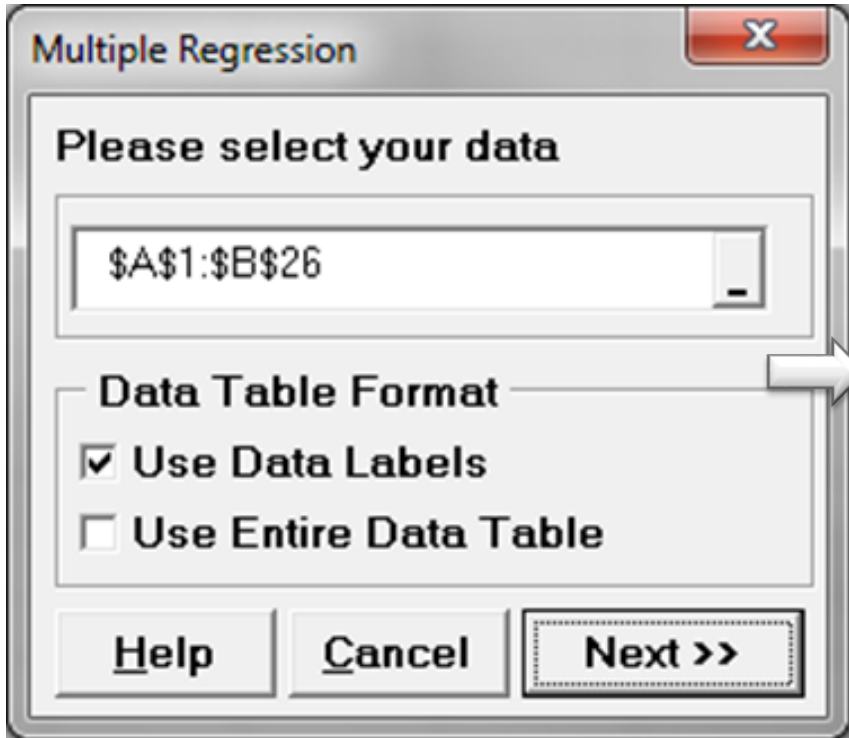 Multiple Regression
Please select your data
$A$1:$B$26
Data Table Format
Use Data Labels
Use Entire Data Table
Help Cancel Next >>